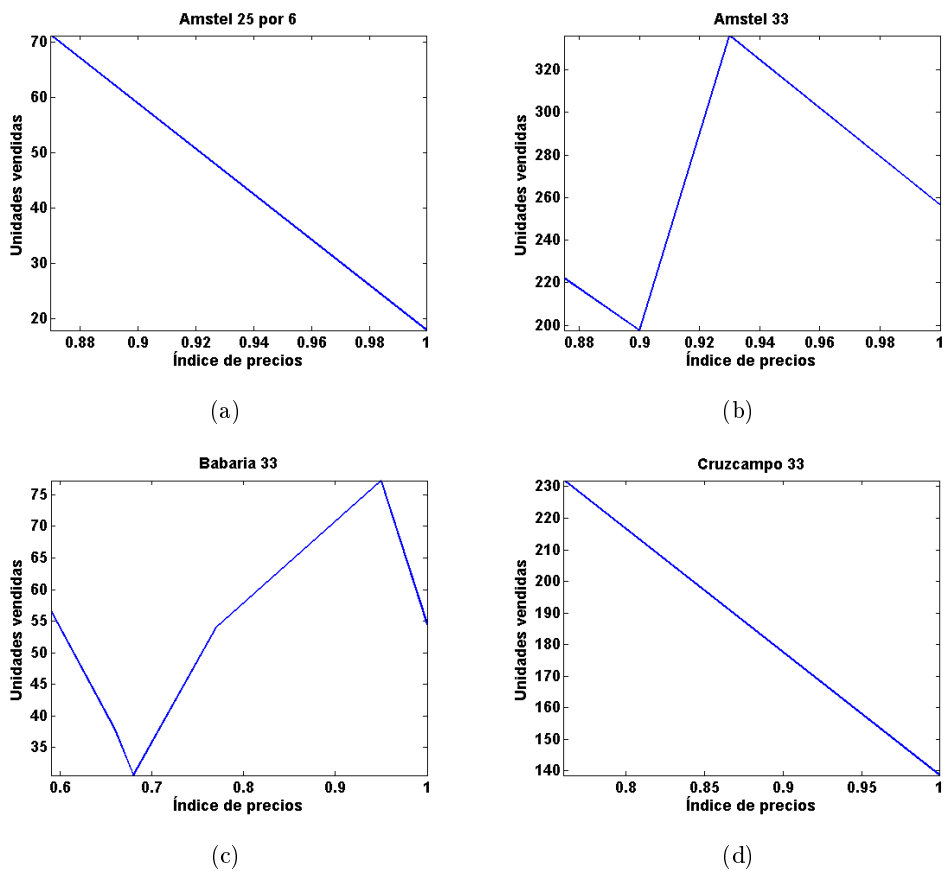 Amstel 25 por 6
Unidades vendidas
70
60
50
40
30
20
0.88 0.9 0.92 0.94 0.96 0.98 1
Índice de precios
(a)
Amstel 33
Unidades vendidas
320
300
280
260
240
220
200
0.88 0.9 0.92 0.94 0.96 0.98 1
Índice de precios
(b)
Babaria 33
Unidades vendidas
75
70
65
60
55
50
45
40
35
0.6 0.7 0.8 0.9 1
Índice de precios
(c)
Cruzcampo 33
Unidades vendidas
230
220
210
200
190
180
170
160
150
140
0.8 0.85 0.9 0.95 1
Índice de precios
(d)